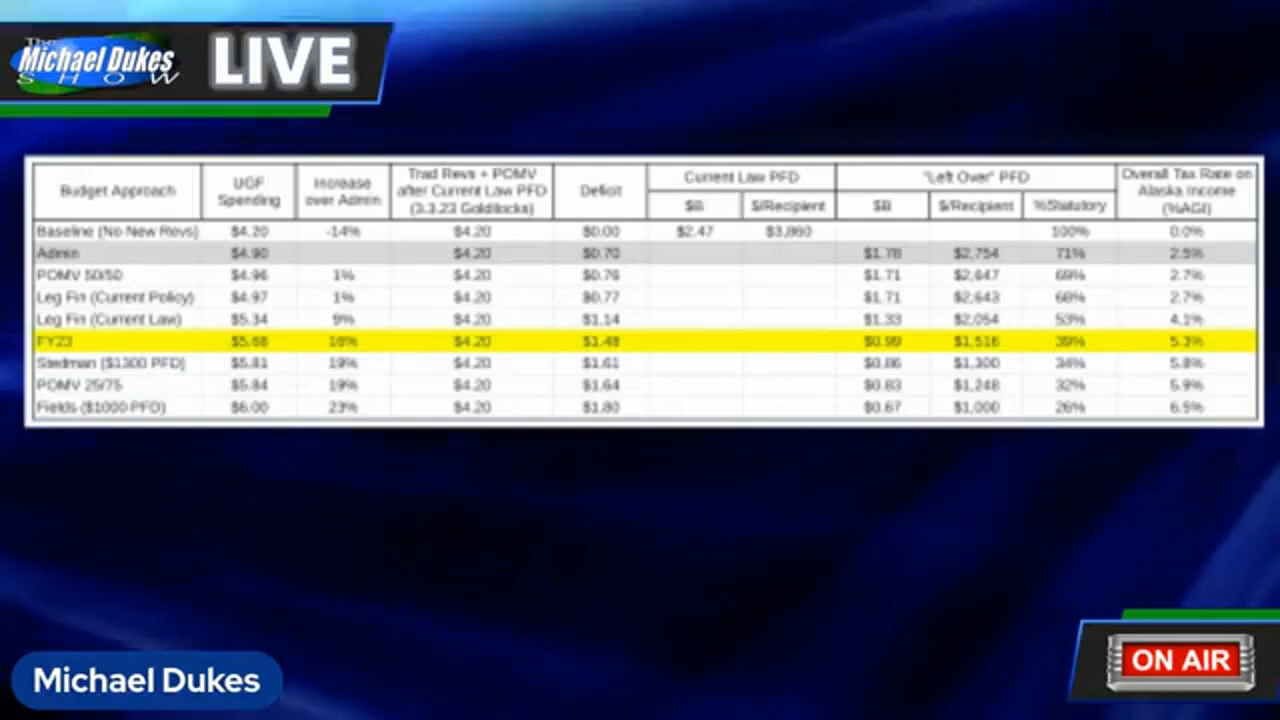 The
Michael Dukes
SHOW
LIVE
Budget Approach UGF Spending Increase over Admin Trad Revs + POMV after Current Law PFD (3.3.23 Goldilocks) Deficit Current Law PFD "Left Over" PFD Overall Tax Rate on Alaska Income (%AGI)
$B $/Recipient $B $/Recipient %Statutory
Baseline (No New Revs) $4.20 -14% $4.20 $0.00 $2.47 $3,860 100% 0.0%
Admin $4.90 $4.20 $0.70 $1.78 $2,754 71% 2.5%
POMV 50/50 $4.96 1% $4.20 $0.76 $1.71 $2,647 69% 2.7%
Leg Fin (Current Policy) $4.97 1% $4.20 $0.77 $1.71 $2,643 68% 2.7%
Leg Fin (Current Law) $5.34 9% $4.20 $1.14 $1.33 $2,054 53% 4.1%
FY23 $5.68 16% $4.20 $1.48 $0.99 $1,516 39% 5.3%
Stedman ($1300 PFD) $5.81 19% $4.20 $1.61 $0.86 $1,300 34% 5.8%
POMV 25/75 $5.84 19% $4.20 $1.64 $0.83 $1,248 32% 5.9%
Fields ($1000 PFD) $6.00 23% $4.20 $1.80 $0.67 $1,000 26% 6.5%
Michael Dukes
ON AIR